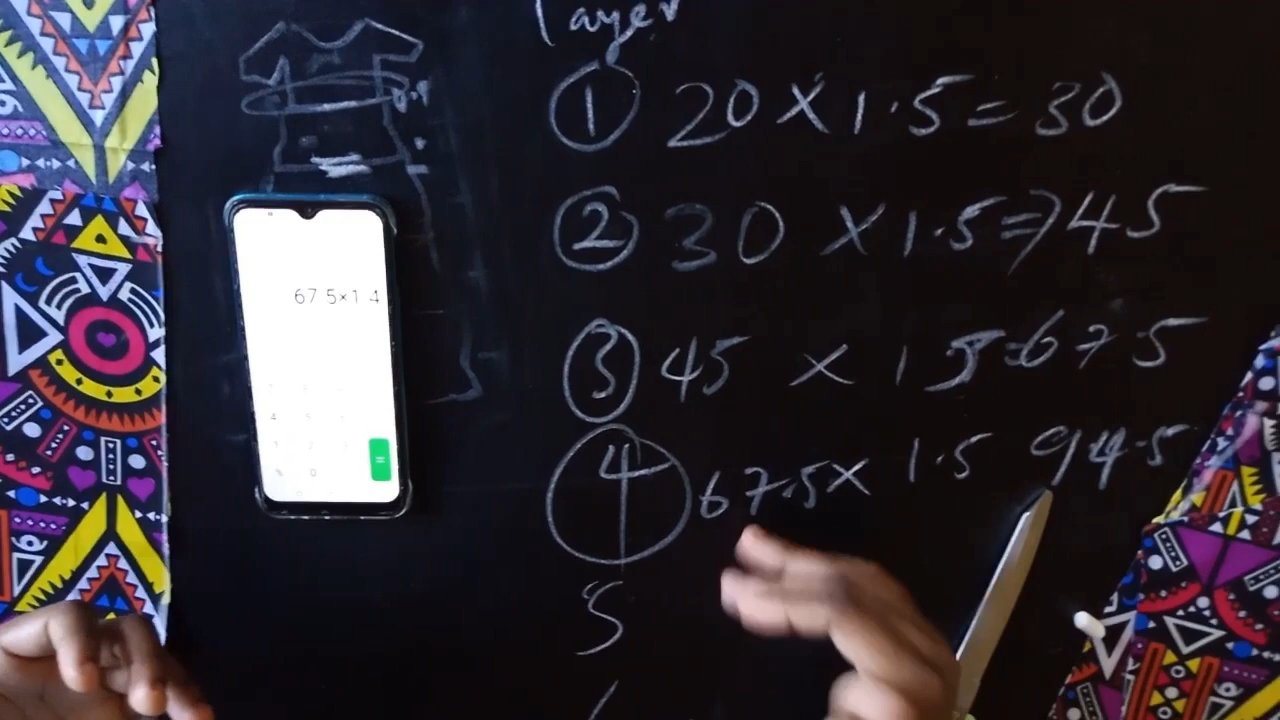 layer
1 20 X 1.5 = 30
2 30 X 1.5 => 45
3 45 X 1 5 = 67 5
4 67.5 X 1.5 94.5
5
67 5×1 4
=